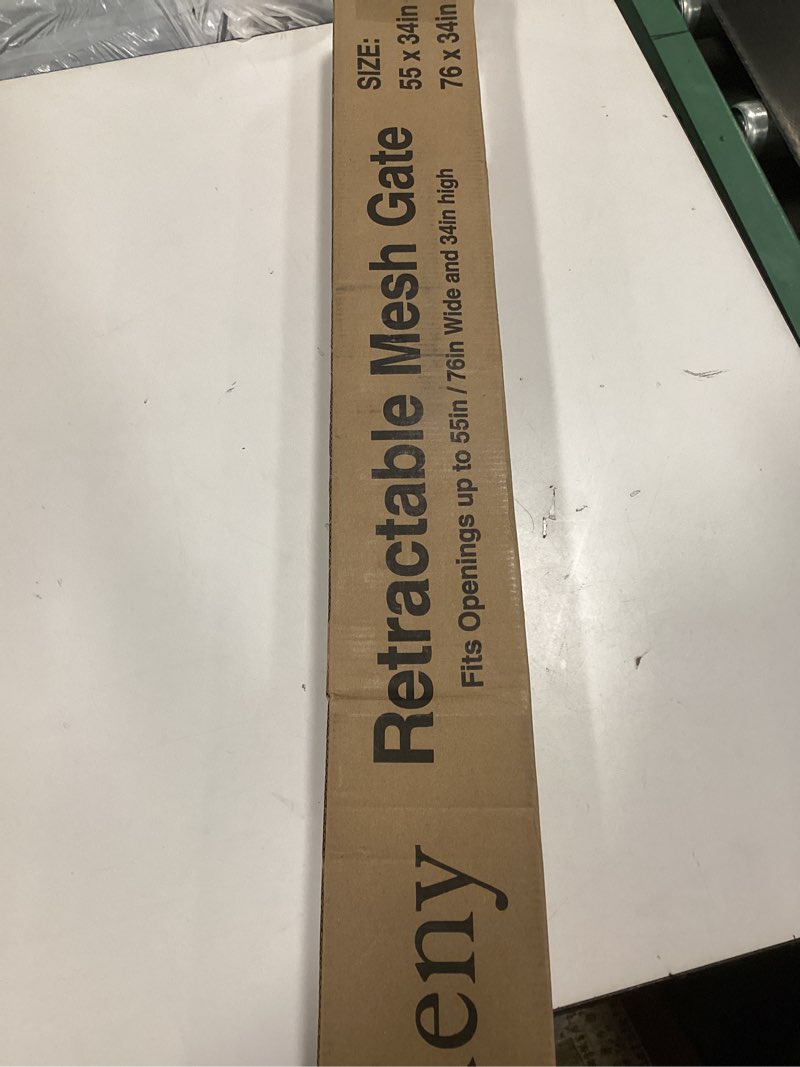 eny
Retractable Mesh Gate
Fits Openings up to 55in / 76in Wide and 34in high
SIZE:
55 x 34in
76 x 34in